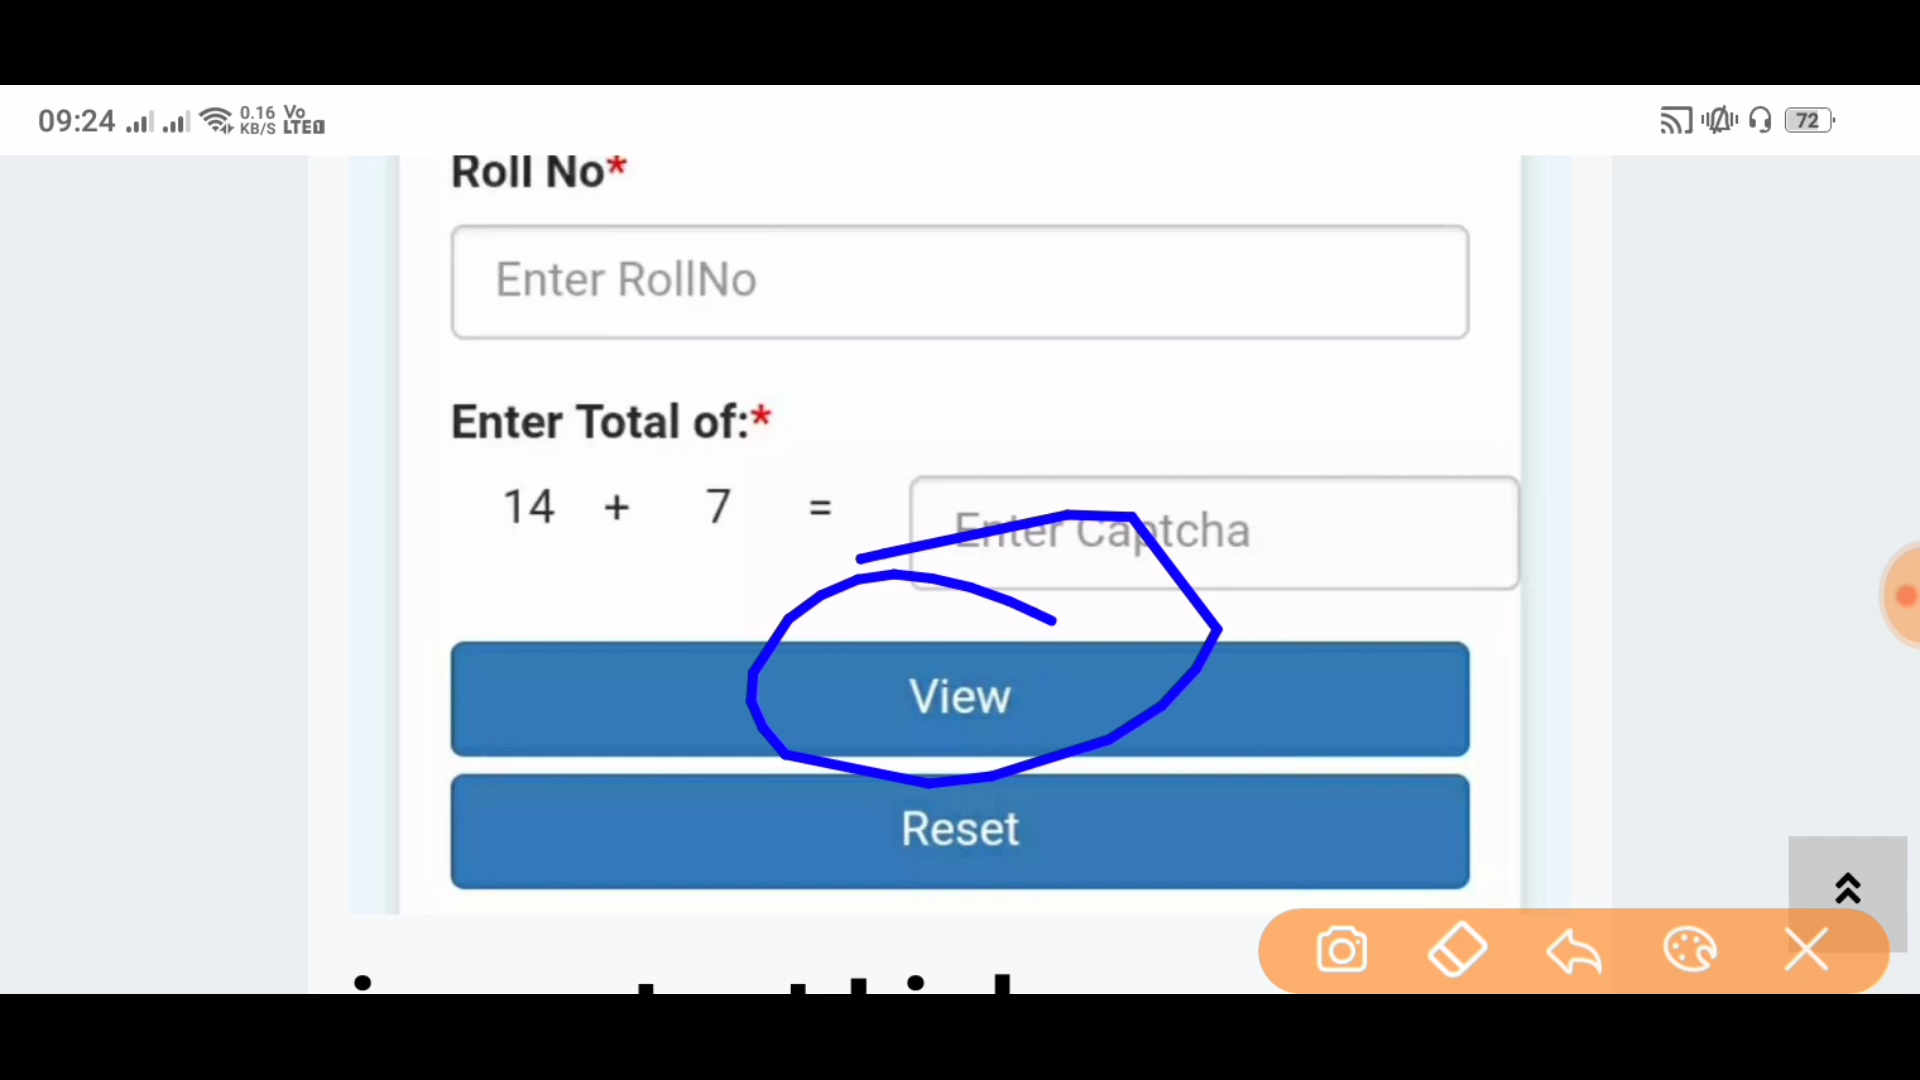 09:24 0.16 KB/S Vo LTE1 72
Roll No*
Enter RollNo
Enter Total of:*
14 + 7 = Enter Captcha
View
Reset